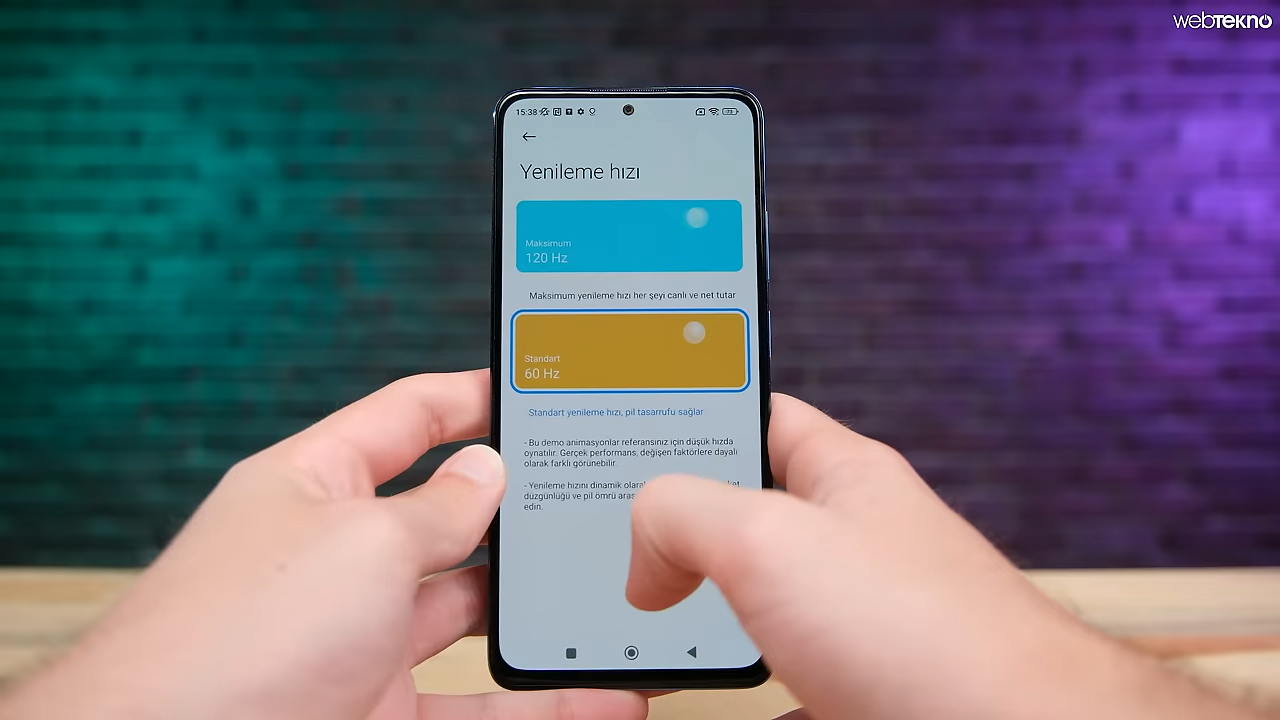 webtekno
15:38
Yenileme hızı
Maksimum
120 Hz
Maksimum yenileme hızı her şeyi canlı ve net tutar
Standart
60 Hz
Standart yenileme hızı, pil tasarrufu sağlar
- Bu demo animasyonlar referansınız için düşük hızda
oynatılır. Gerçek performans, değişen faktörlere dayalı
olarak farklı görünebilir.
- Yenileme hızını dinamik
düzgünlüğü ve pil ömrü
edin.